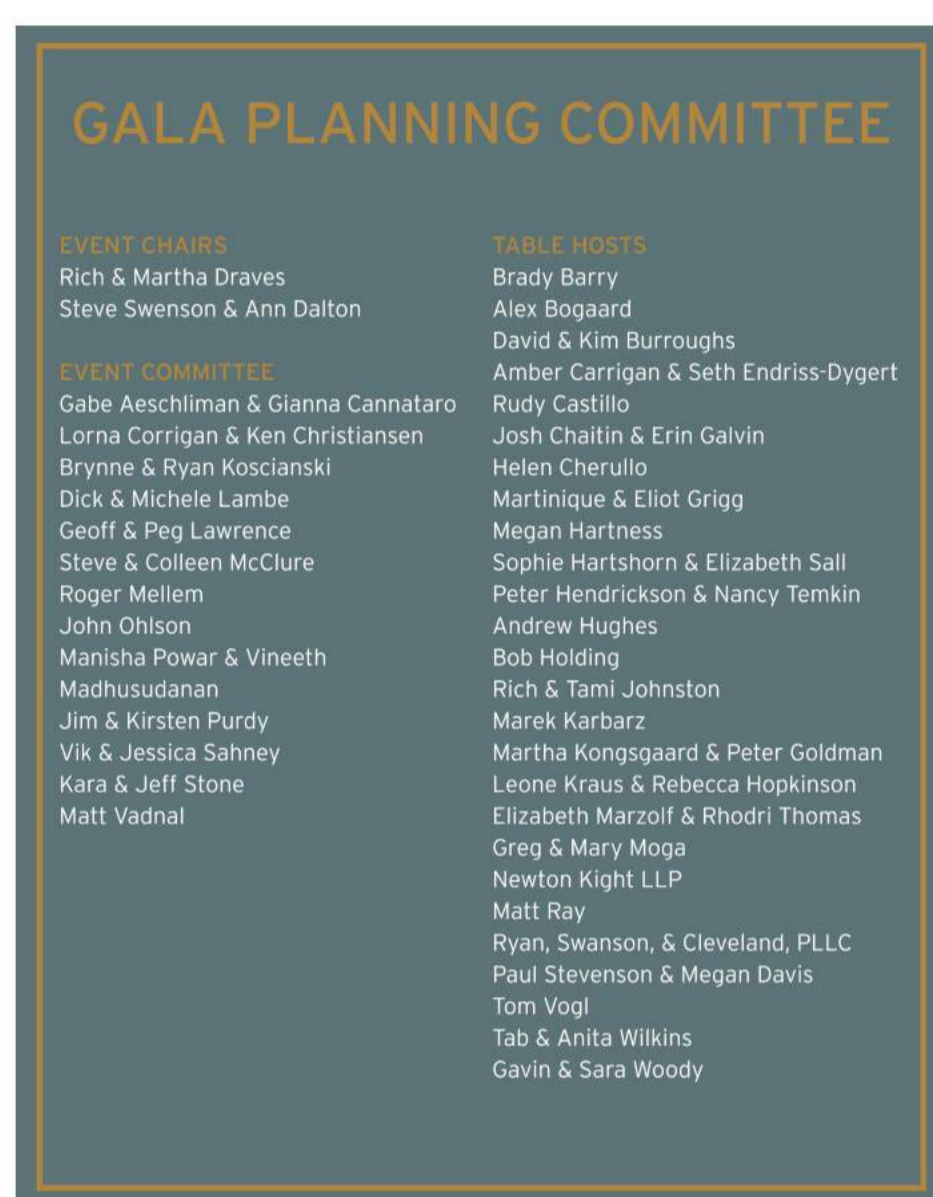 GALA PLANNING COMMITTEE
EVENT CHAIRS
Rich & Martha Draves
Steve Swenson & Ann Dalton
EVENT COMMITTEE
Gabe Aeschliman & Gianna Cannataro
Lorna Corrigan & Ken Christiansen
Brynne & Ryan Koscianski
Dick & Michele Lambe
Geoff & Peg Lawrence
Steve & Colleen McClure
Roger Mellem
John Ohlson
Manisha Powar & Vineeth
Madhusudanan
Jim & Kirsten Purdy
Vik & Jessica Sahney
Kara & Jeff Stone
Matt Vadnal
TABLE HOSTS
Brady Barry
Alex Bogaard
David & Kim Burroughs
Amber Carrigan & Seth Endriss-Dygert
Rudy Castillo
Josh Chaitin & Erin Galvin
Helen Cherullo
Martinique & Eliot Grigg
Megan Hartness
Sophie Hartshorn & Elizabeth Sall
Peter Hendrickson & Nancy Temkin
Andrew Hughes
Bob Holding
Rich & Tami Johnston
Marek Karbarz
Martha Kongsgaard & Peter Goldman
Leone Kraus & Rebecca Hopkinson
Elizabeth Marzolf & Rhodri Thomas
Greg & Mary Moga
Newton Kight LLP
Matt Ray
Ryan, Swanson, & Cleveland, PLLC
Paul Stevenson & Megan Davis
Tom Vogl
Tab & Anita Wilkins
Gavin & Sara Woody